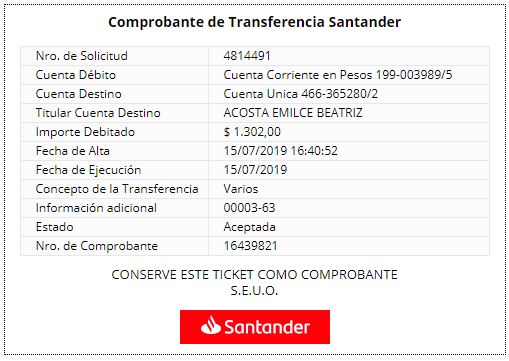 Comprobante de Transferencia Santander
Nro. de Solicitud 4814491
Cuenta Débito Cuenta Corriente en Pesos 199-003989/5
Cuenta Destino Cuenta Unica 466-365280/2
Titular Cuenta Destino ACOSTA EMILCE BEATRIZ
Importe Debitado $ 1.302,00
Fecha de Alta 15/07/2019 16:40:52
Fecha de Ejecución 15/07/2019
Concepto de la Transferencia Varios
Información adicional 00003-63
Estado Aceptada
Nro. de Comprobante 16439821
CONSERVE ESTE TICKET COMO COMPROBANTE
S.E.U.O.
Santander